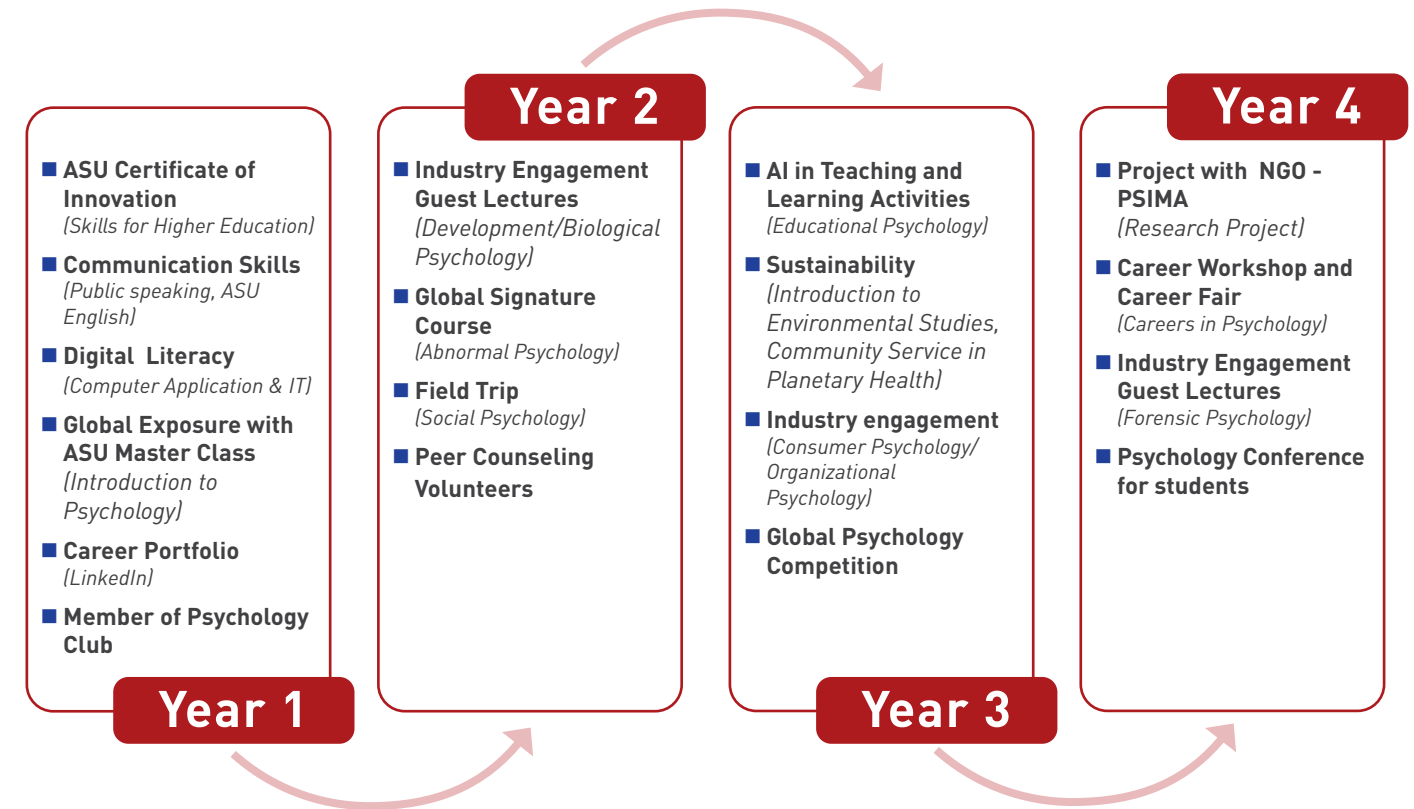 Year 1
ASU Certificate of
Innovation
(Skills for Higher Education)
Communication Skills
(Public speaking, ASU
English)
Digital Literacy
(Computer Application & IT)
Global Exposure with
ASU Master Class
(Introduction to
Psychology)
Career Portfolio
(LinkedIn)
Member of Psychology
Club
Year 2
Industry Engagement
Guest Lectures
(Development/Biological
Psychology)
Global Signature
Course
(Abnormal Psychology)
Field Trip
(Social Psychology)
Peer Counseling
Volunteers
Year 3
AI in Teaching and
Learning Activities
(Educational Psychology)
Sustainability
(Introduction to
Environmental Studies,
Community Service in
Planetary Health)
Industry engagement
(Consumer Psychology/
Organizational
Psychology)
Global Psychology
Competition
Year 4
Project with NGO -
PSIMA
(Research Project)
Career Workshop and
Career Fair
(Careers in Psychology)
Industry Engagement
Guest Lectures
(Forensic Psychology)
Psychology Conference
for students